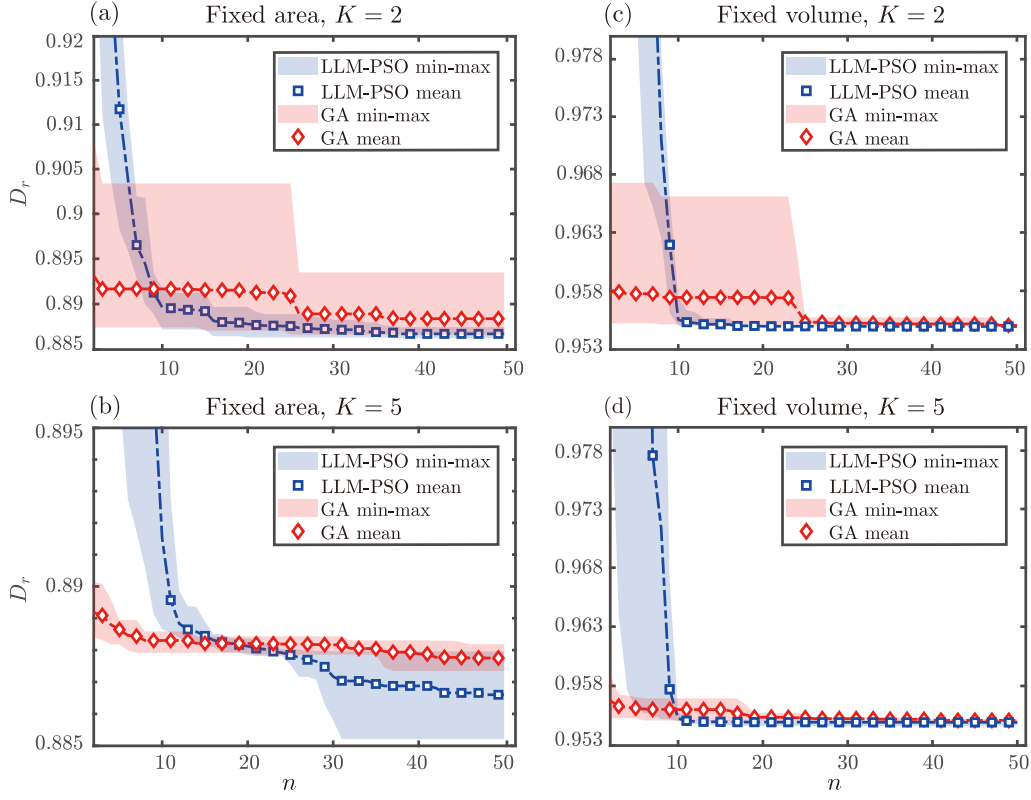 (a) Fixed area, K = 2
0.92
0.915
0.91
0.905
0.9
0.895
0.89
0.885
D_r
LLM-PSO min-max
LLM-PSO mean
GA min-max
GA mean
10 20 30 40 50
(c) Fixed volume, K = 2
0.978
0.973
0.968
0.963
0.958
0.953
LLM-PSO min-max
LLM-PSO mean
GA min-max
GA mean
10 20 30 40 50
(b) Fixed area, K = 5
0.895
0.89
0.885
D_r
LLM-PSO min-max
LLM-PSO mean
GA min-max
GA mean
10 20 30 40 50
n
(d) Fixed volume, K = 5
0.978
0.973
0.968
0.963
0.958
0.953
LLM-PSO min-max
LLM-PSO mean
GA min-max
GA mean
10 20 30 40 50
n